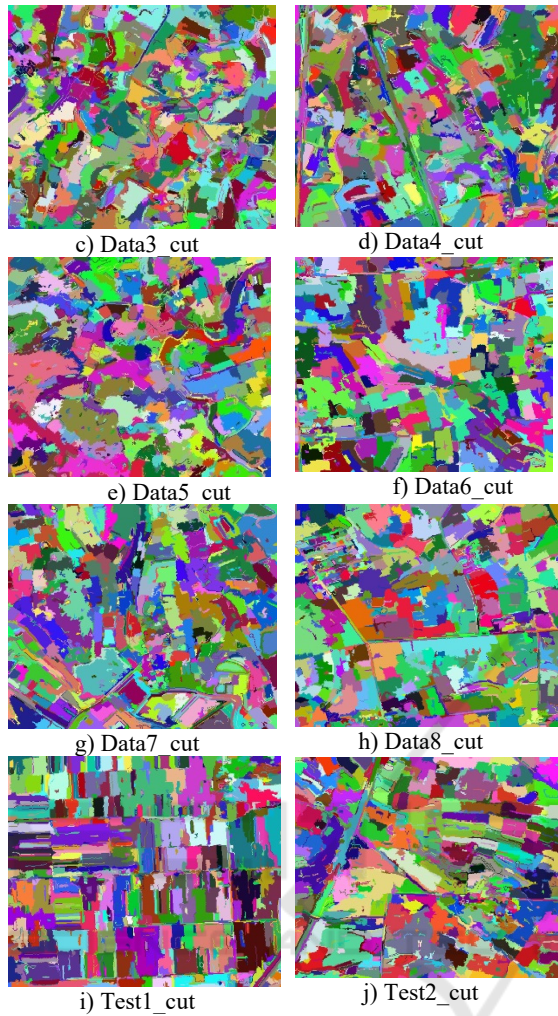 c) Data3_cut
d) Data4_cut
e) Data5_cut
f) Data6_cut
g) Data7_cut
h) Data8_cut
i) Test1_cut
j) Test2_cut